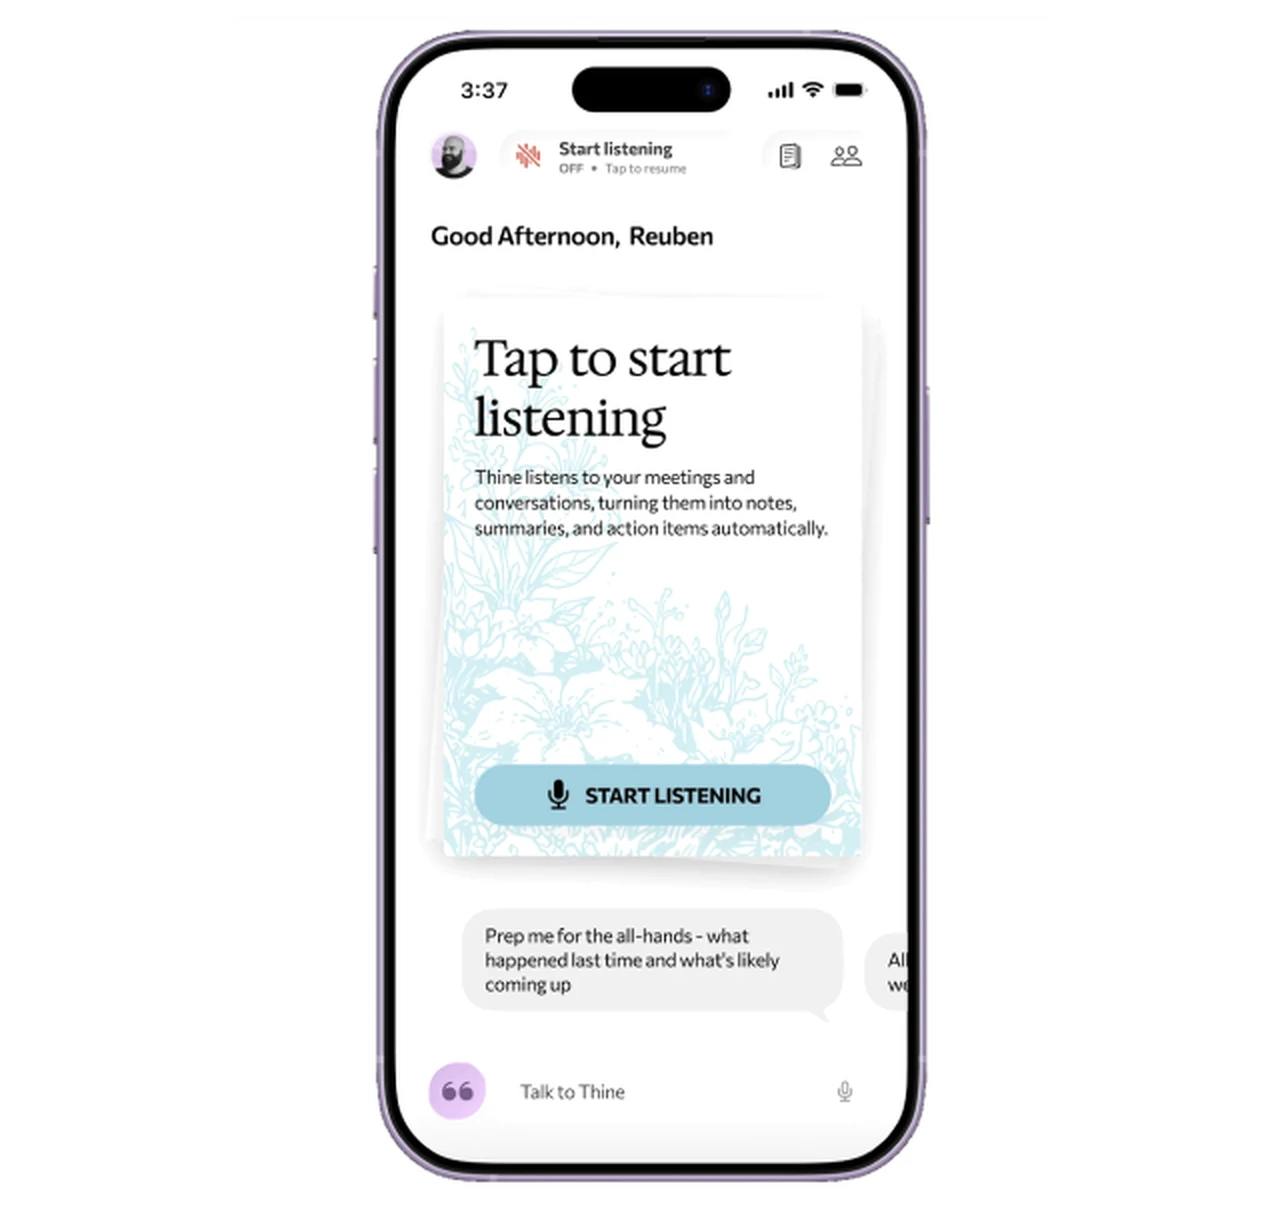 3:37
Start listening
OFF • Tap to resume
Good Afternoon, Reuben
Tap to start
listening
Thine listens to your meetings and
conversations, turning them into notes,
summaries, and action items automatically.
START LISTENING
Prep me for the all-hands - what
happened last time and what's likely
coming up
All
we
Talk to Thine